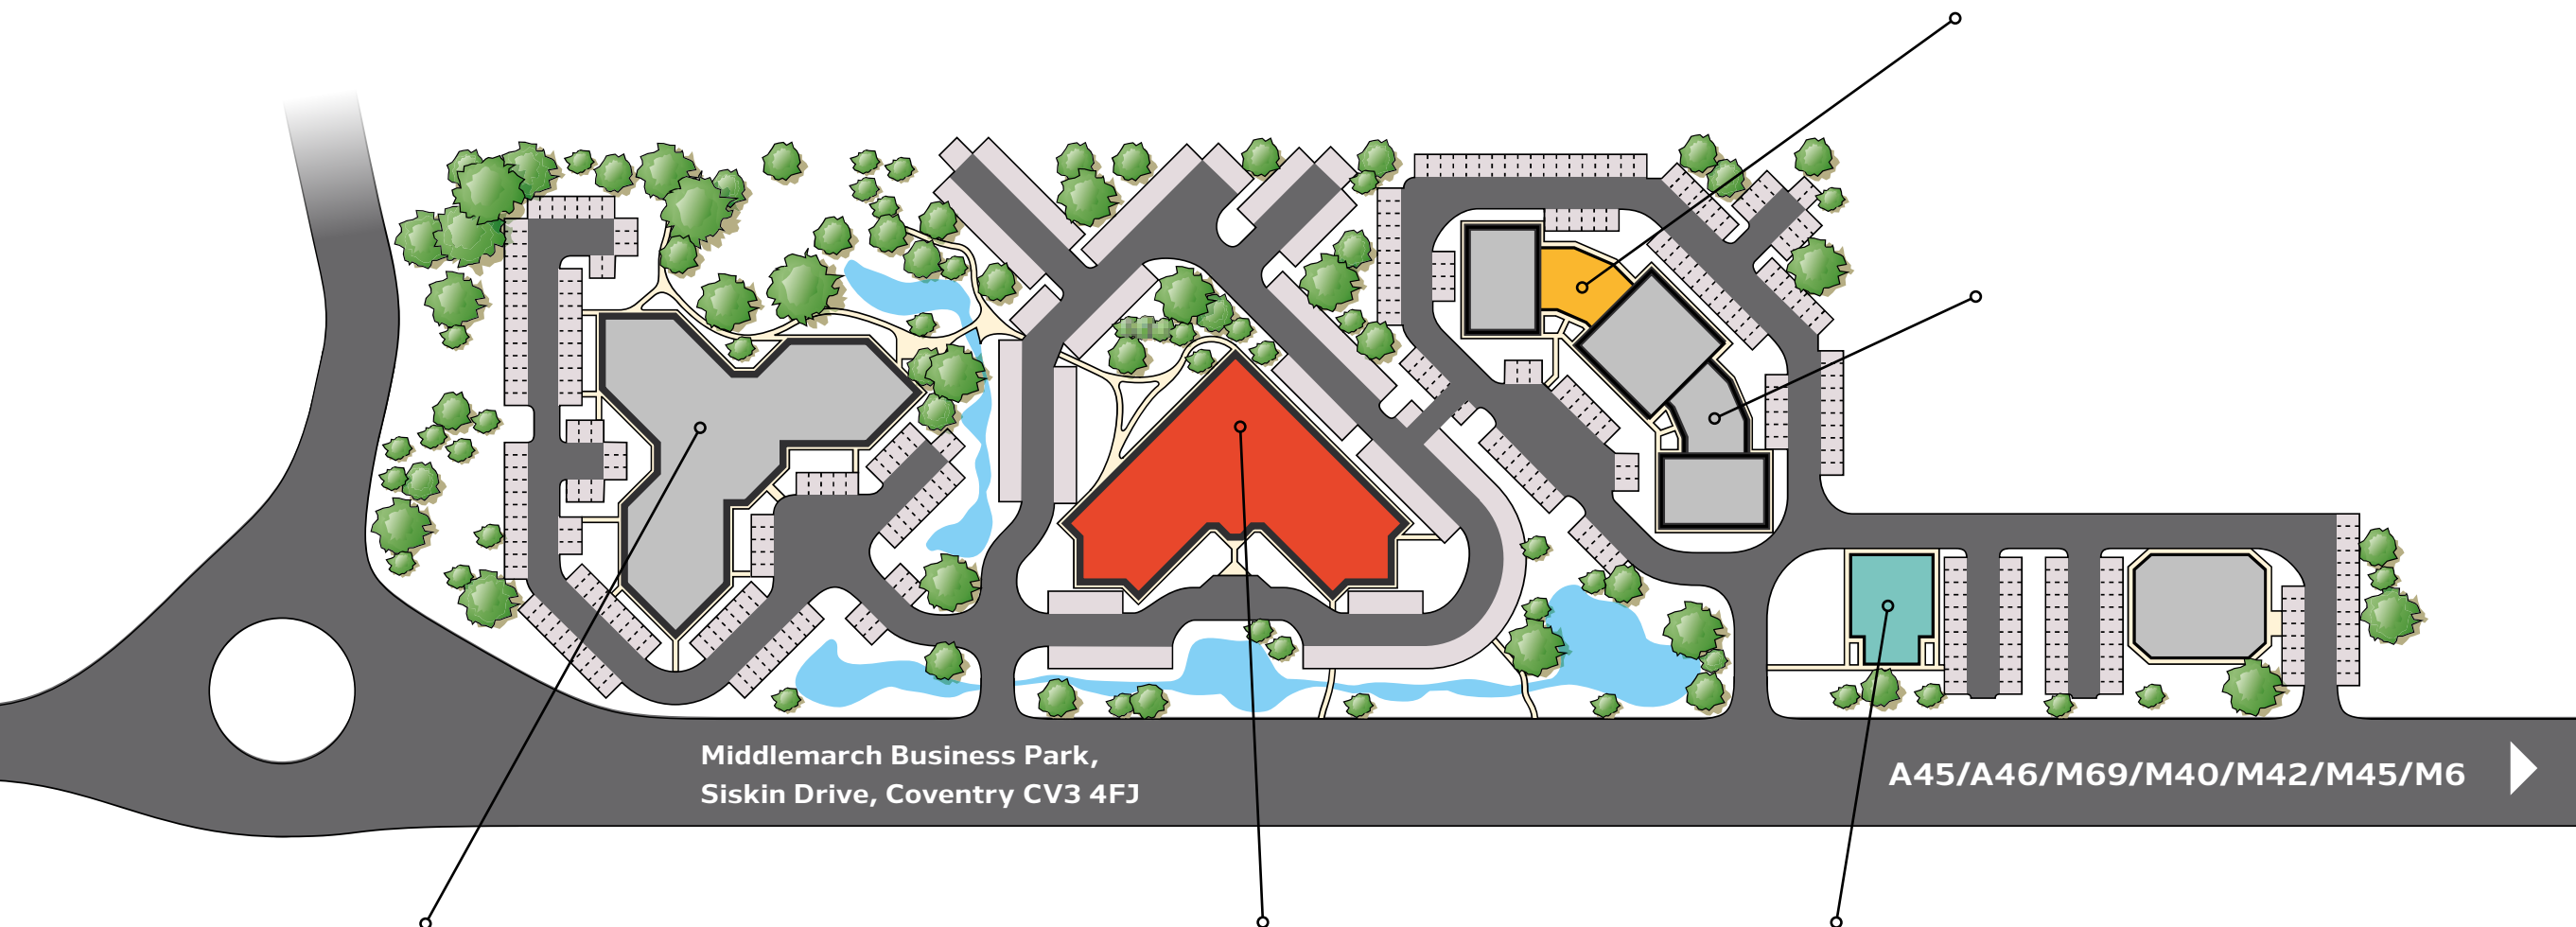 Middlemarch Business Park,
Siskin Drive, Coventry CV3 4FJ
A45/A46/M69/M40/M42/M45/M6